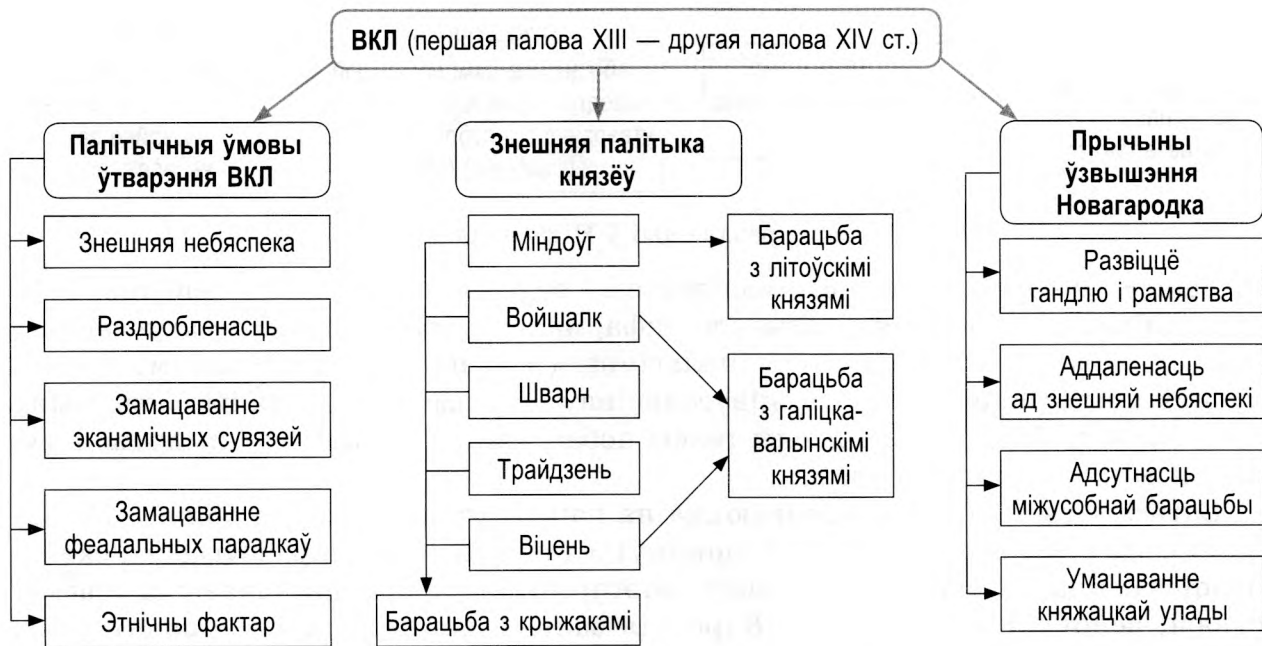 ВКЛ (першая палова XIII — другая палова XIV ст.)
Палітычныя ўмовы
ўтварэння ВКЛ
Знешняя небяспека
Раздробленасць
Замацаванне
эканамічных сувязей
Замацаванне
феадальных парадкаў
Этнічны фактар
Знешняя палітыка
князёў
Міндоўг
Войшалк
Шварн
Трайдзень
Віцень
Барацьба з крыжакамі
Барацьба
з літоўскімі
князямі
Барацьба
з галіцка-
валынскімі
князямі
Прычыны
ўзвышэння
Новагародка
Развіццё
гандлю і рамяства
Аддаленасць
ад знешняй небяспекі
Адсутнасць
міжусобнай барацьбы
Умацаванне
княжацкай улады